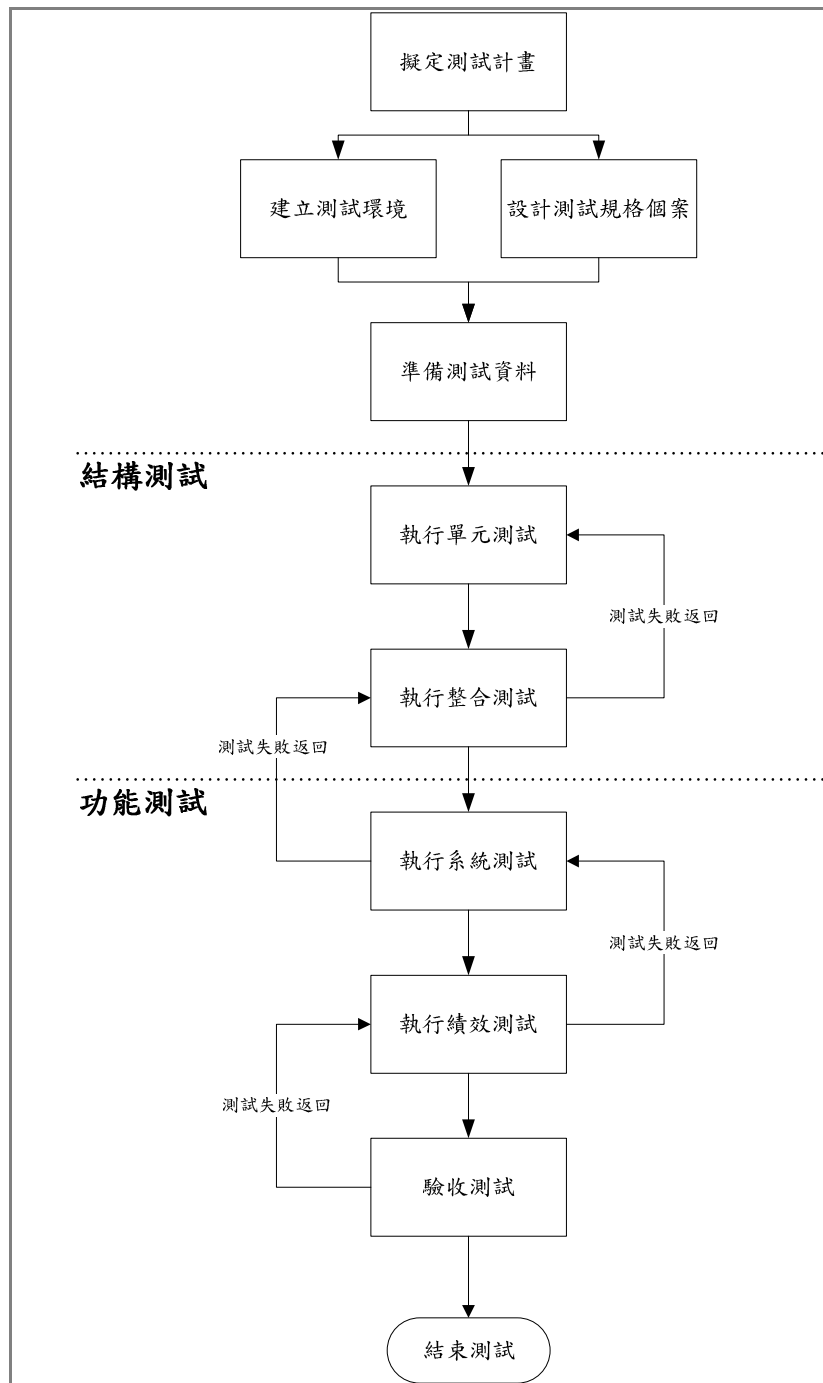 擬定測試計畫
建立測試環境
設計測試規格個案
準備測試資料
結構測試
執行單元測試
測試失敗返回
執行整合測試
測試失敗返回
功能測試
執行系統測試
測試失敗返回
執行績效測試
測試失敗返回
驗收測試
結束測試